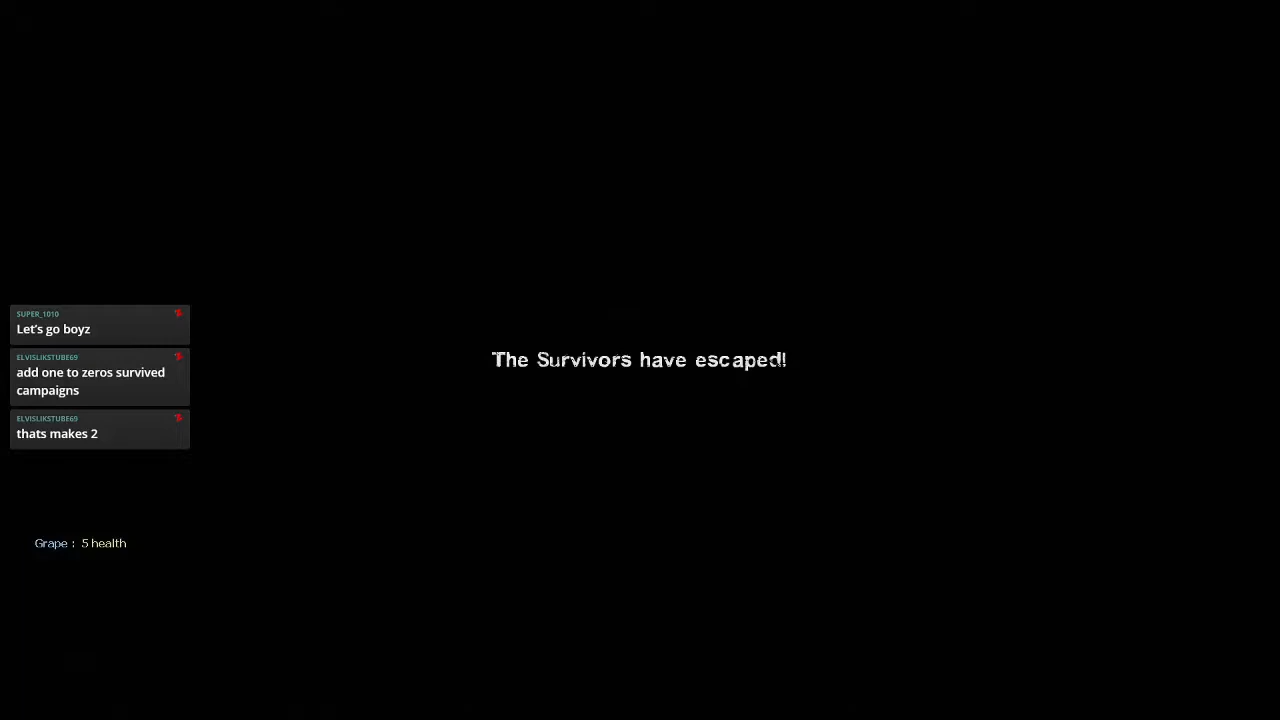 SUPER_1010
Let's go boyz
ELVISLIKSTUBE69
add one to zeros survived
campaigns
ELVISLIKSTUBE69
thats makes 2
The Survivors have escaped!
Grape : 5 health